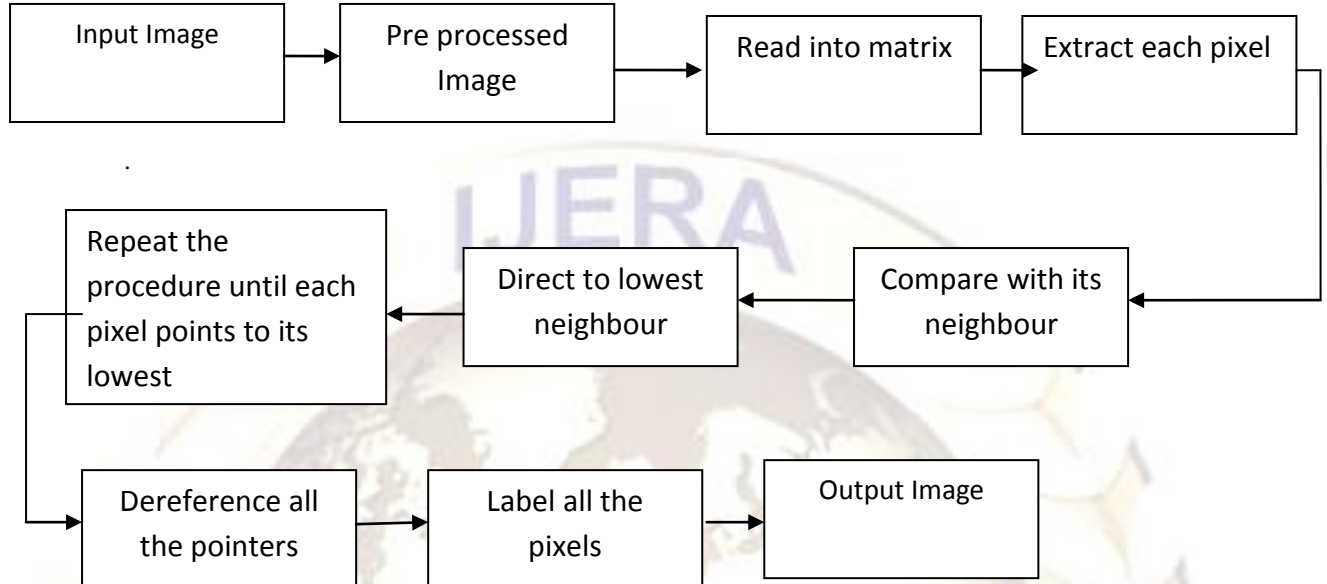 Input Image
Pre processed
Image
Read into matrix
Extract each pixel
.
IJERA
Repeat the
procedure until each
pixel points to its
lowest
Direct to lowest
neighbour
Compare with its
neighbour
Dereference all
the pointers
Label all the
pixels
Output Image